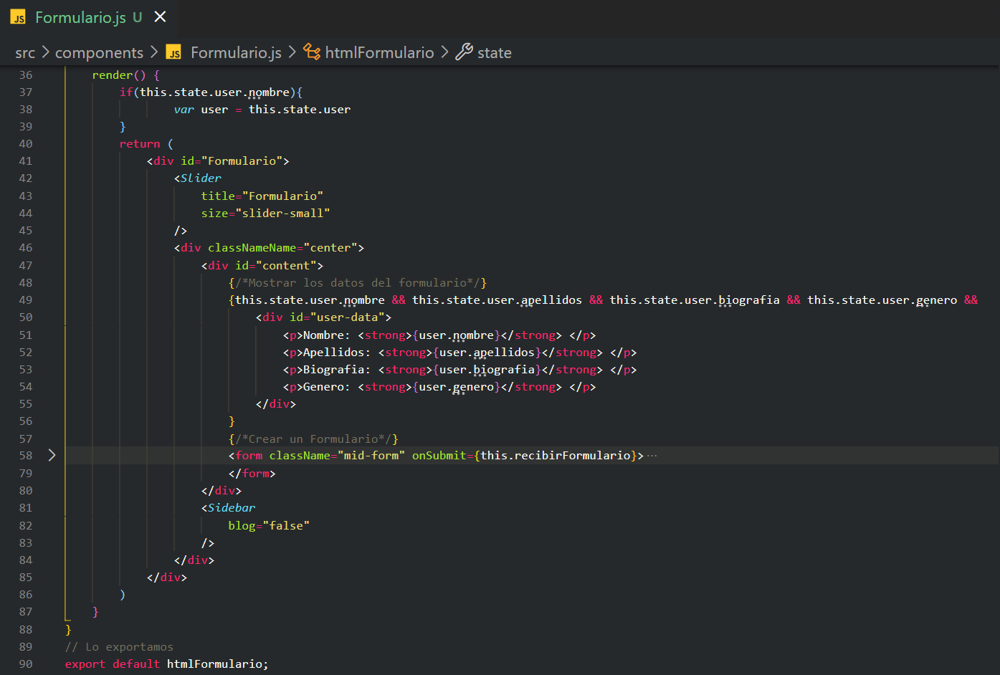 JS Formulario.js U
src > components > JS Formulario.js > htmlFormulario > state
36 render() {
37 if(this.state.user.nombre){
38 var user = this.state.user
39 }
40 return (
41 <div id="Formulario">
42 <Slider
43 title="Formulario"
44 size="slider-small"
45 />
46 <div classNameName="center">
47 <div id="content">
48 {/*Mostrar los datos del formulario*/}
49 {this.state.user.nombre && this.state.user.apellidos && this.state.user.biografia && this.state.user.genero &&
50 <div id="user-data">
51 <p>Nombre: <strong>{user.nombre}</strong> </p>
52 <p>Apellidos: <strong>{user.apellidos}</strong> </p>
53 <p>Biografia: <strong>{user.biografia}</strong> </p>
54 <p>Genero: <strong>{user.genero}</strong> </p>
55 </div>
56 }
57 {/*Crear un Formulario*/}
58 <form className="mid-form" onSubmit={this.recibirFormulario}>···
79 </form>
80 </div>
81 <Sidebar
82 blog="false"
83 />
84 </div>
85 </div>
86 )
87 }
88 }
89 // Lo exportamos
90 export default htmlFormulario;